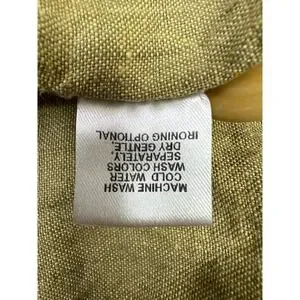 MACHINE WASH
COLD WATER
WASH COLORS
SEPARATELY,
DRY GENTLE,
IRONING OPTIONAL